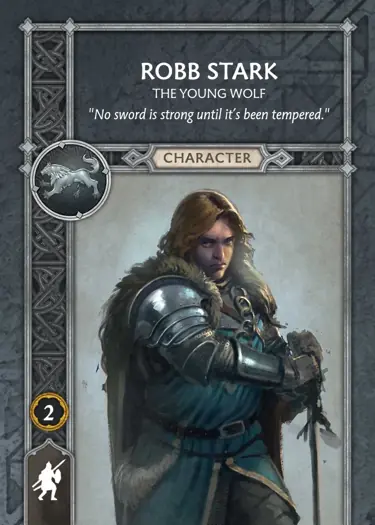 ROBB STARK
THE YOUNG WOLF
"No sword is strong until it's been tempered."
CHARACTER
2